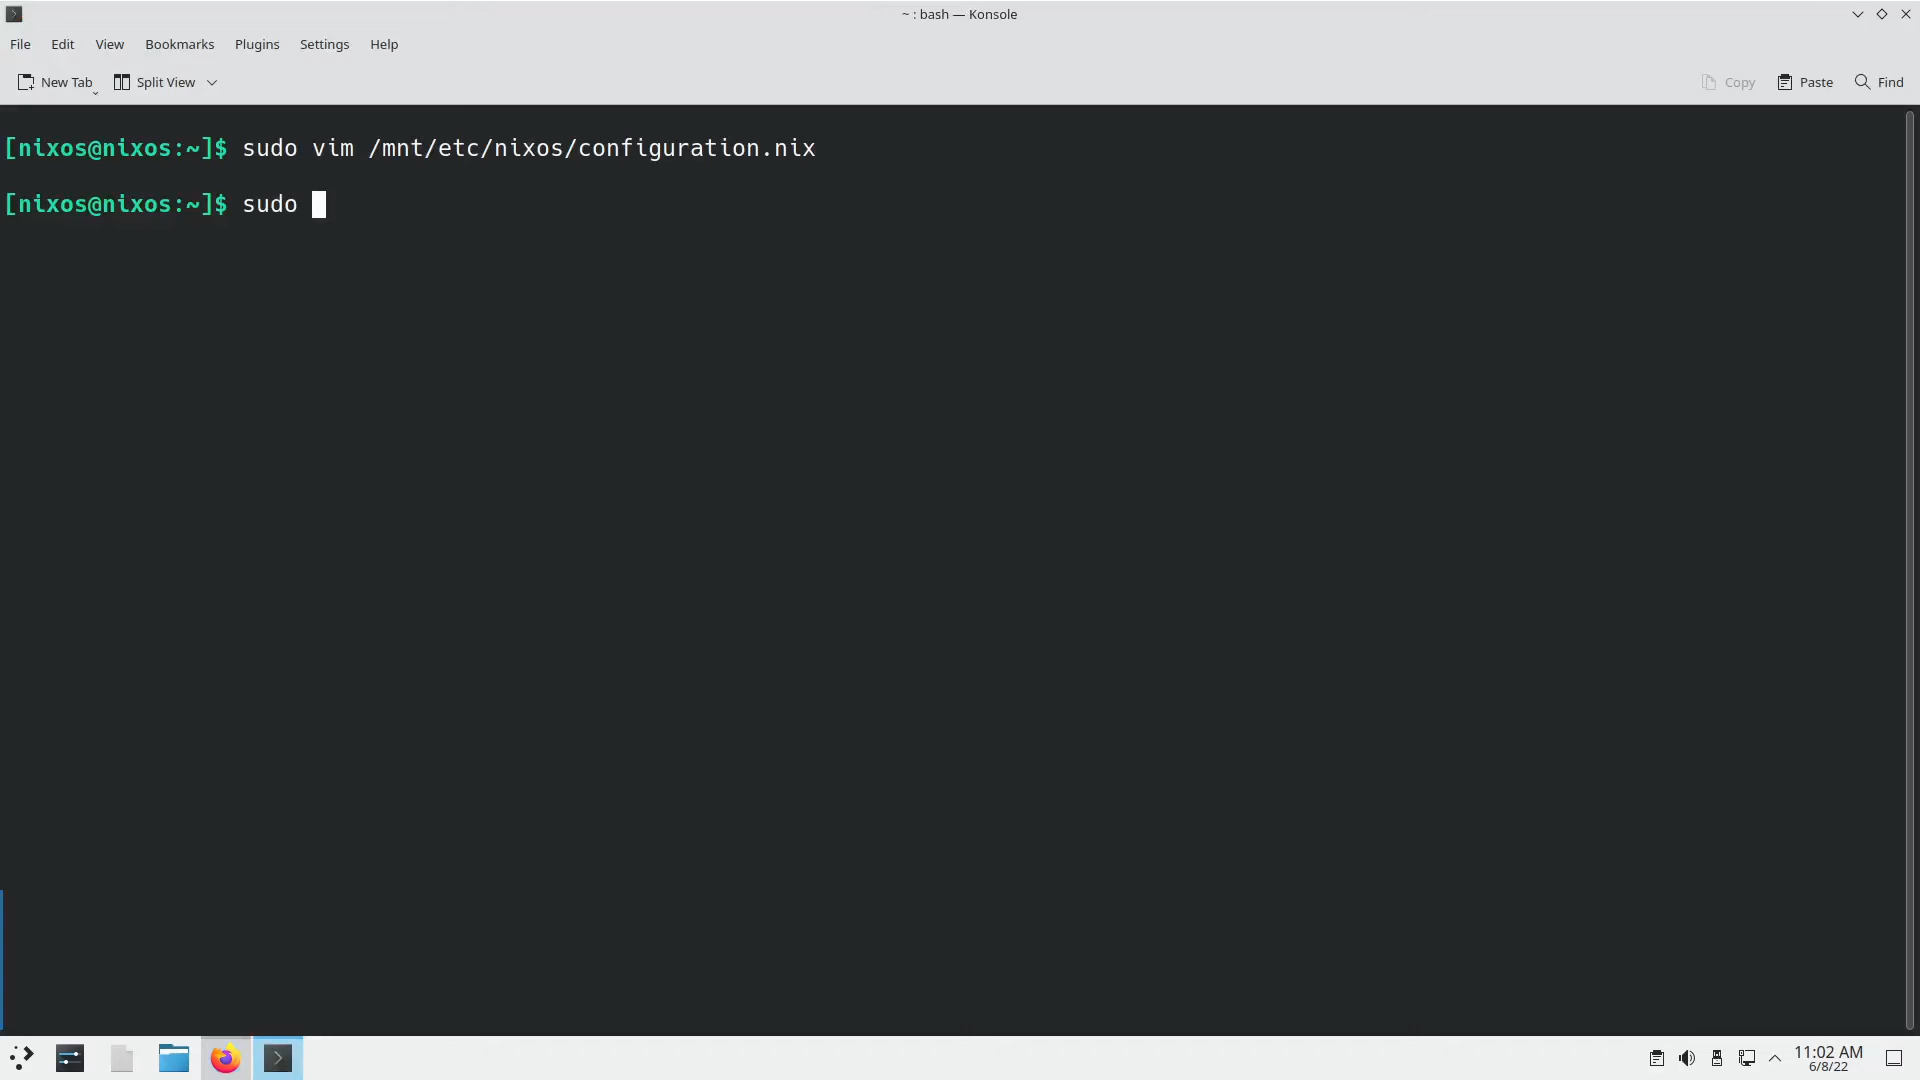 ~ : bash — Konsole
File Edit View Bookmarks Plugins Settings Help
New Tab Split View Copy Paste Find
[nixos@nixos:~]$ sudo vim /mnt/etc/nixos/configuration.nix
[nixos@nixos:~]$ sudo
11:02 AM
6/8/22